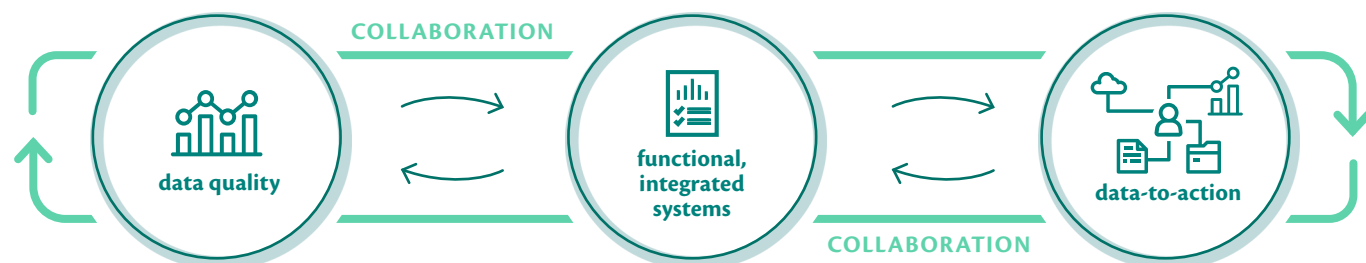 COLLABORATION
data quality
functional,
integrated
systems
data-to-action
COLLABORATION